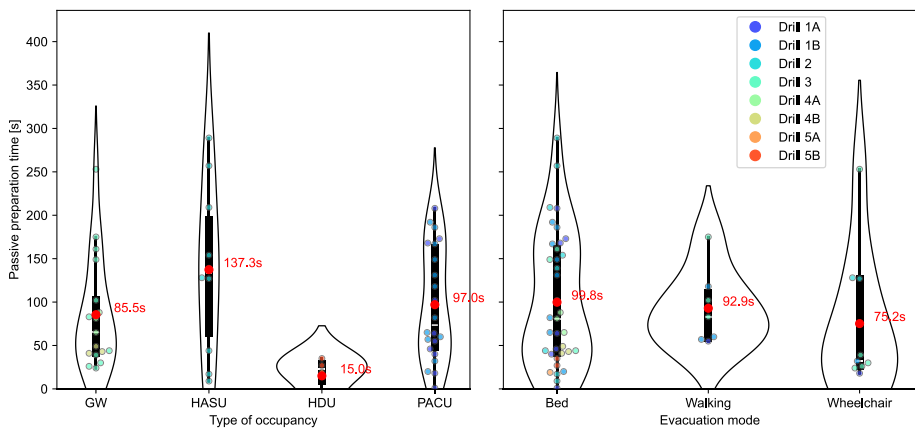 Passive preparation time [s]
400
350
300
250
200
150
100
50
0
85.5s
137.3s
15.0s
97.0s
GW
HASU
HDU
PACU
Type of occupancy
Drill 1A
Drill 1B
Drill 2
Drill 3
Drill 4A
Drill 4B
Drill 5A
Drill 5B
99.8s
92.9s
75.2s
Bed
Walking
Wheelchair
Evacuation mode